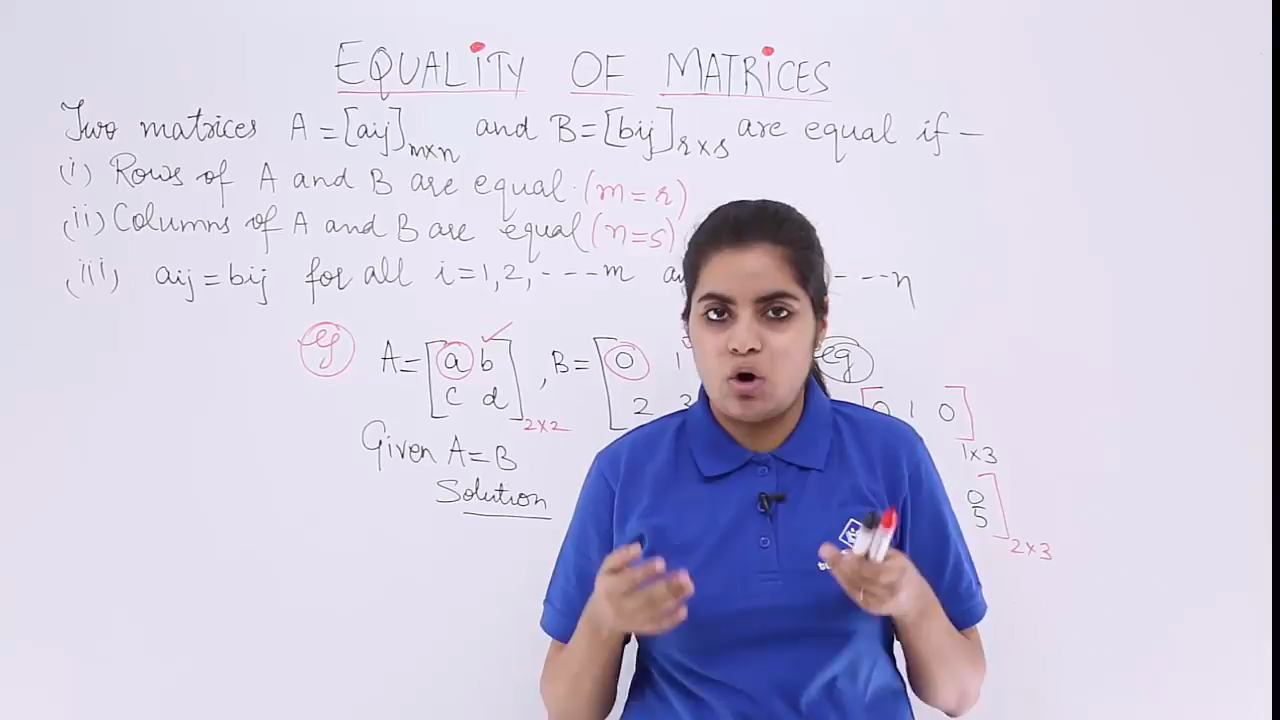 EQUALiTY OF MATRiCES
Two matrices A = [aij]m×n and B = [bij]r×s are equal if –
(i) Rows of A and B are equal. (m = r)
(ii) Columns of A and B are equal (n = s)
(iii) aij = bij for all i = 1, 2, - - - - m - - - n
eg A = [a b , B = [0 1 eg
c d]2×2 2
[0 1 0]1×3
Given A = B
Solution
0
5]2×3